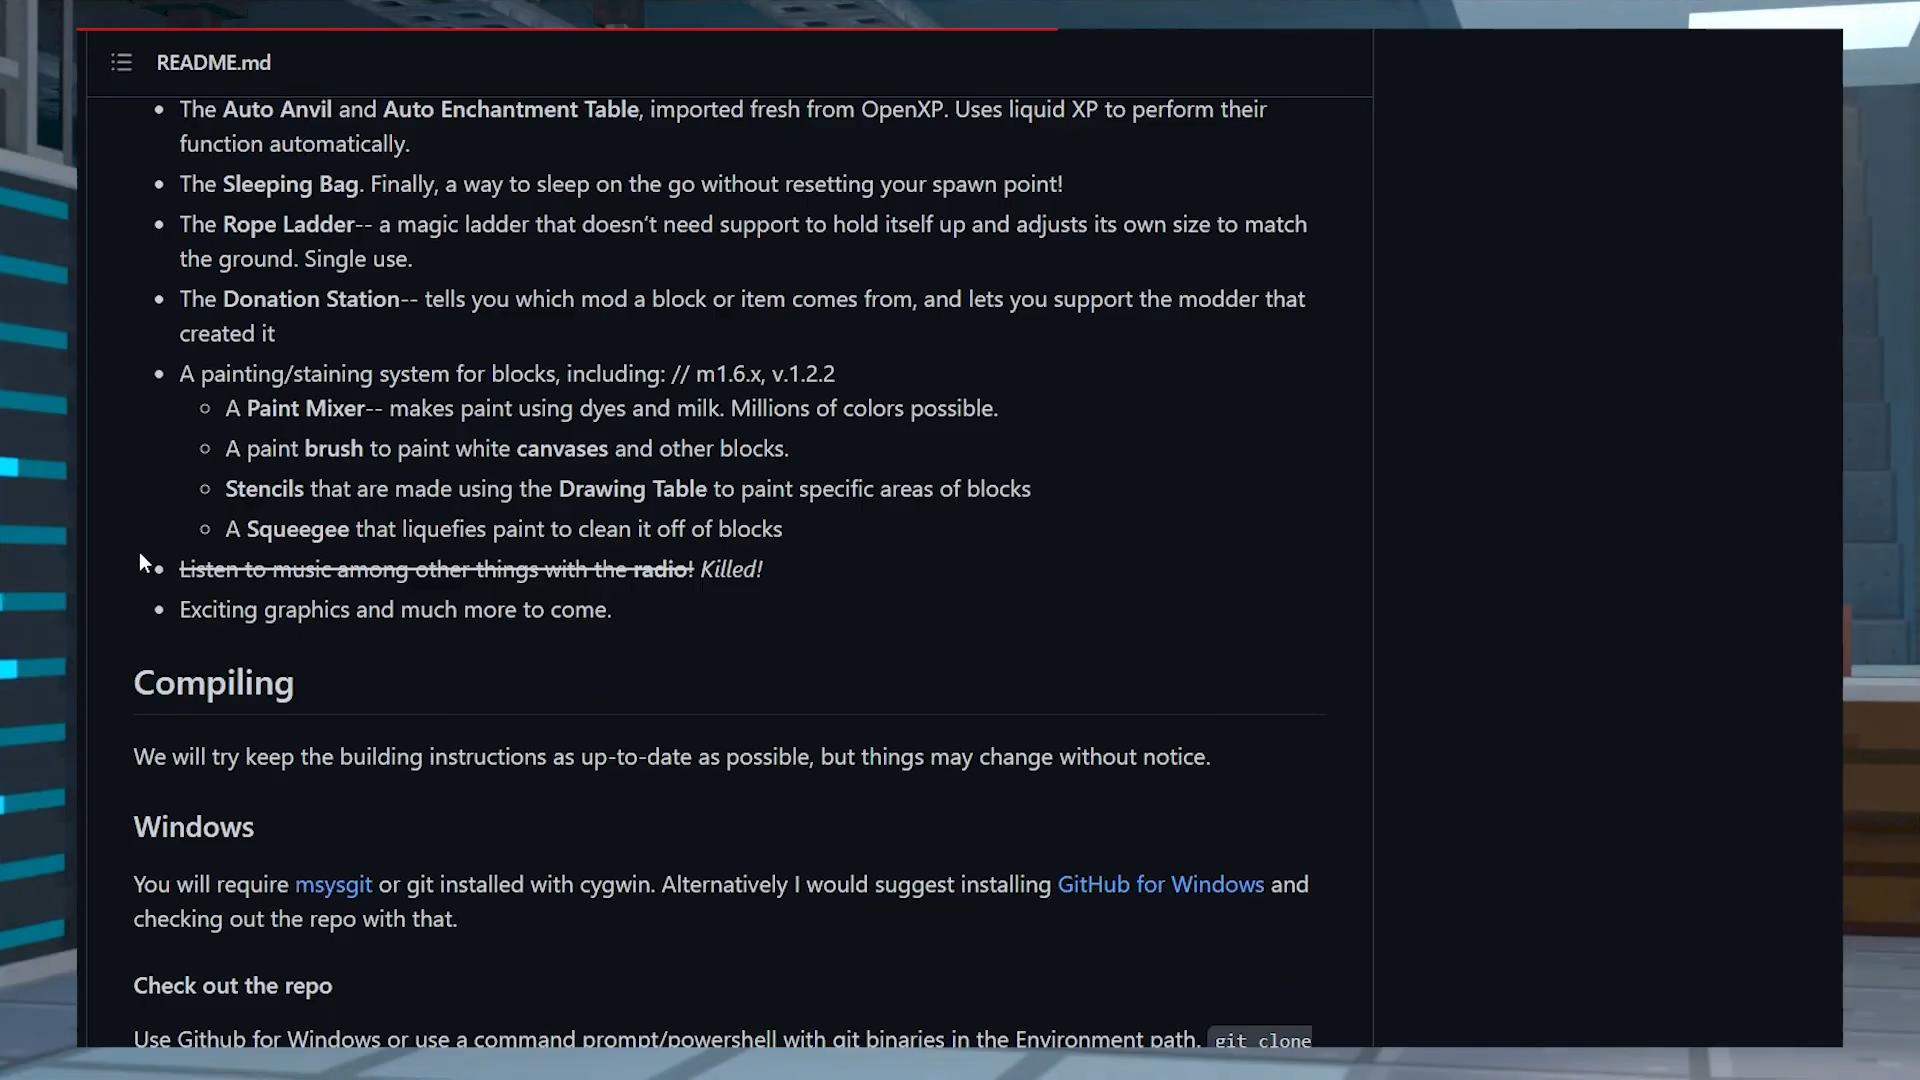 README.md
The Auto Anvil and Auto Enchantment Table, imported fresh from OpenXP. Uses liquid XP to perform their
function automatically.
The Sleeping Bag. Finally, a way to sleep on the go without resetting your spawn point!
The Rope Ladder-- a magic ladder that doesn't need support to hold itself up and adjusts its own size to match
the ground. Single use.
The Donation Station-- tells you which mod a block or item comes from, and lets you support the modder that
created it
A painting/staining system for blocks, including: // m1.6.x, v.1.2.2
A Paint Mixer-- makes paint using dyes and milk. Millions of colors possible.
A paint brush to paint white canvases and other blocks.
Stencils that are made using the Drawing Table to paint specific areas of blocks
A Squeegee that liquefies paint to clean it off of blocks
Listen to music among other things with the radio! Killed!
Exciting graphics and much more to come.
Compiling
We will try keep the building instructions as up-to-date as possible, but things may change without notice.
Windows
You will require msysgit or git installed with cygwin. Alternatively I would suggest installing GitHub for Windows and
checking out the repo with that.
Check out the repo
Use Github for Windows or use a command prompt/powershell with git binaries in the Environment path. git clone